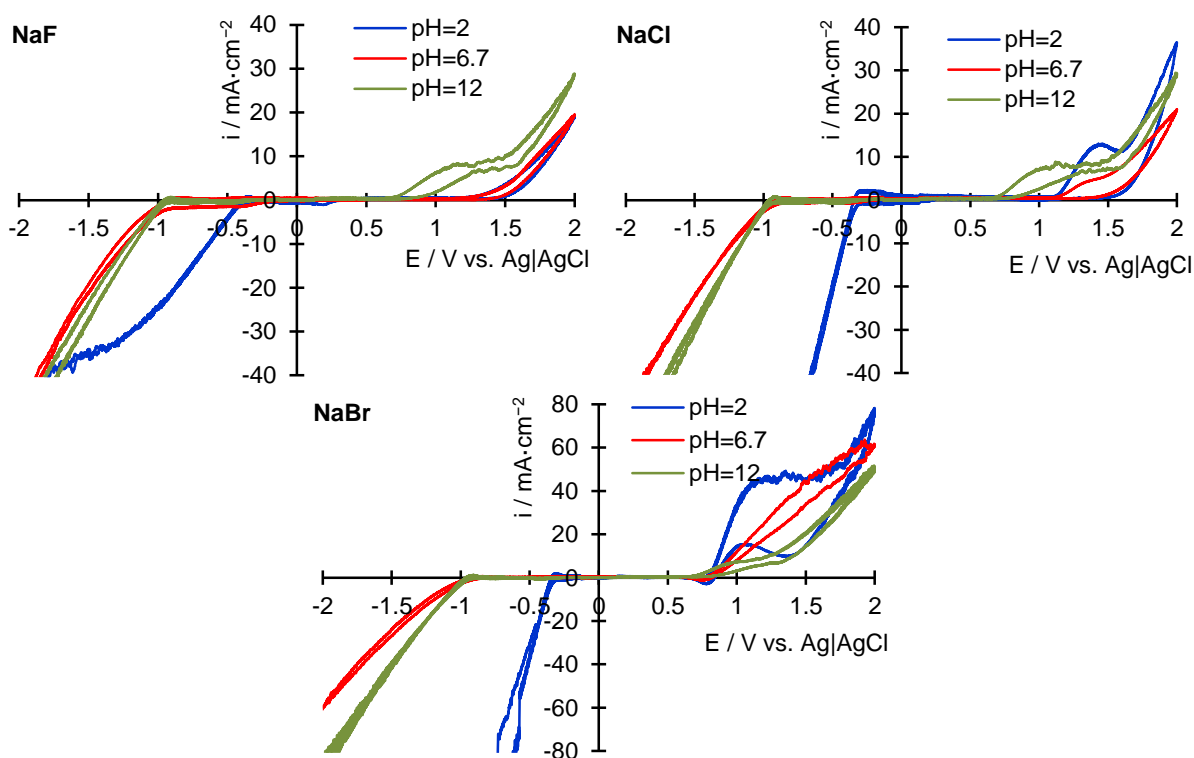 NaF
pH=2
pH=6.7
pH=12
i / mA·cm⁻²
40
30
20
10
0
-10
-20
-30
-40
-2 -1.5 -1 -0.5 0 0.5 1 1.5 2
E / V vs. Ag|AgCl
NaCl
pH=2
pH=6.7
pH=12
i / mA·cm⁻²
40
30
20
10
0
-10
-20
-30
-40
-2 -1.5 -1 -0.5 0 0.5 1 1.5 2
E / V vs. Ag|AgCl
NaBr
pH=2
pH=6.7
pH=12
i / mA·cm⁻²
80
60
40
20
0
-20
-40
-60
-80
-2 -1.5 -1 -0.5 0 0.5 1 1.5 2
E / V vs. Ag|AgCl